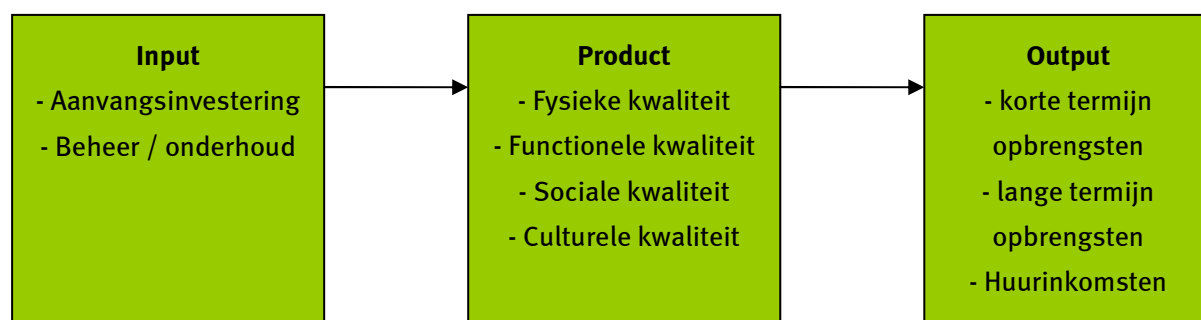 Input
- Aanvangsinvestering
- Beheer / onderhoud
Product
- Fysieke kwaliteit
- Functionele kwaliteit
- Sociale kwaliteit
- Culturele kwaliteit
Output
- korte termijn
opbrengsten
- lange termijn
opbrengsten
- Huurinkomsten